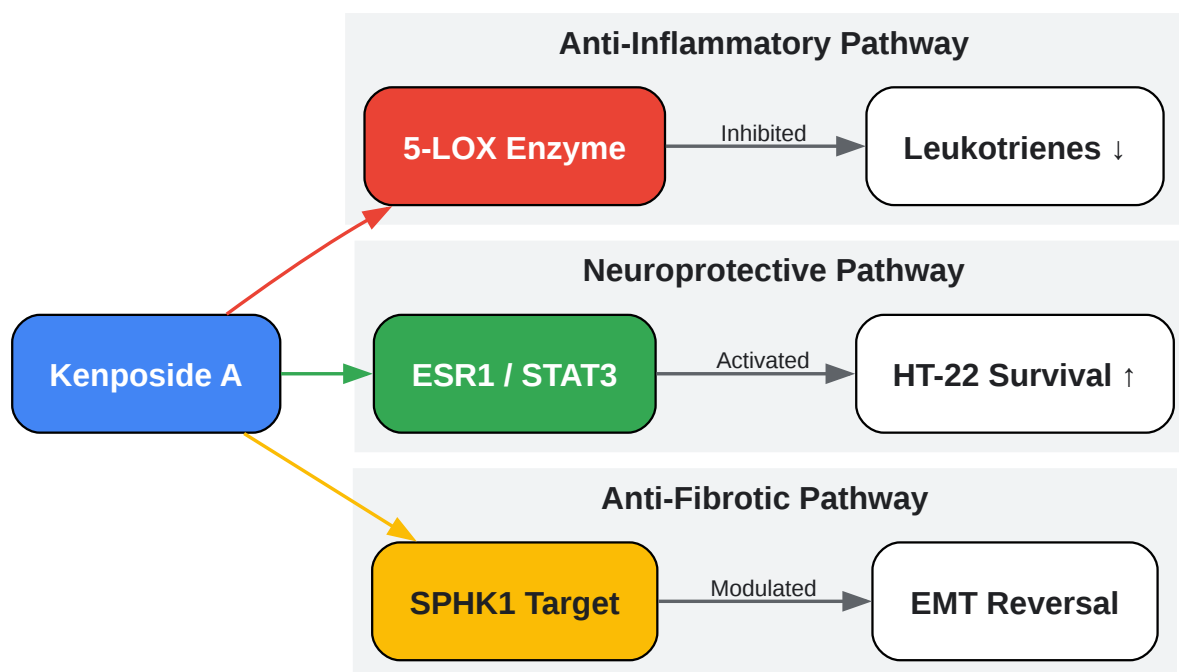 Anti-Inflammatory Pathway
5-LOX Enzyme
Inhibited
Leukotrienes ↓
Neuroprotective Pathway
Kenposide A
ESR1 / STAT3
Activated
HT-22 Survival ↑
Anti-Fibrotic Pathway
SPHK1 Target
Modulated
EMT Reversal